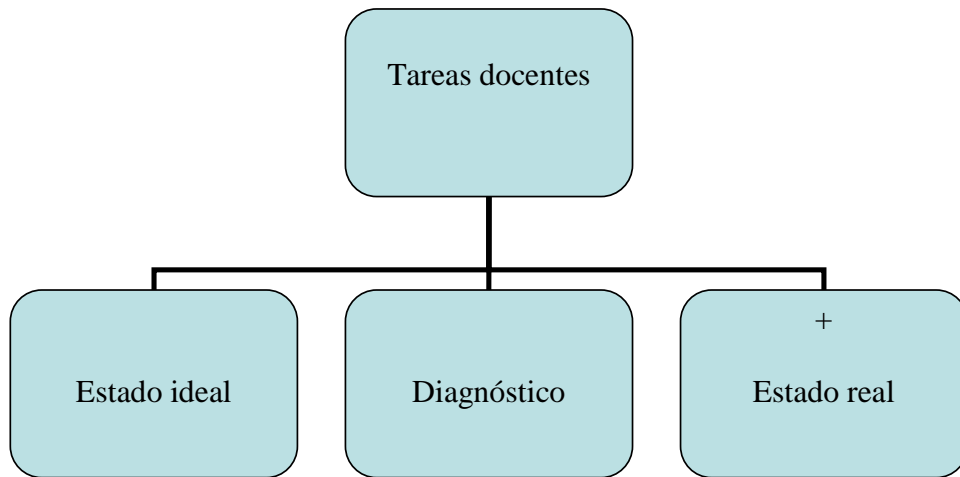 Tareas docentes
Estado ideal
Diagnóstico
+
Estado real